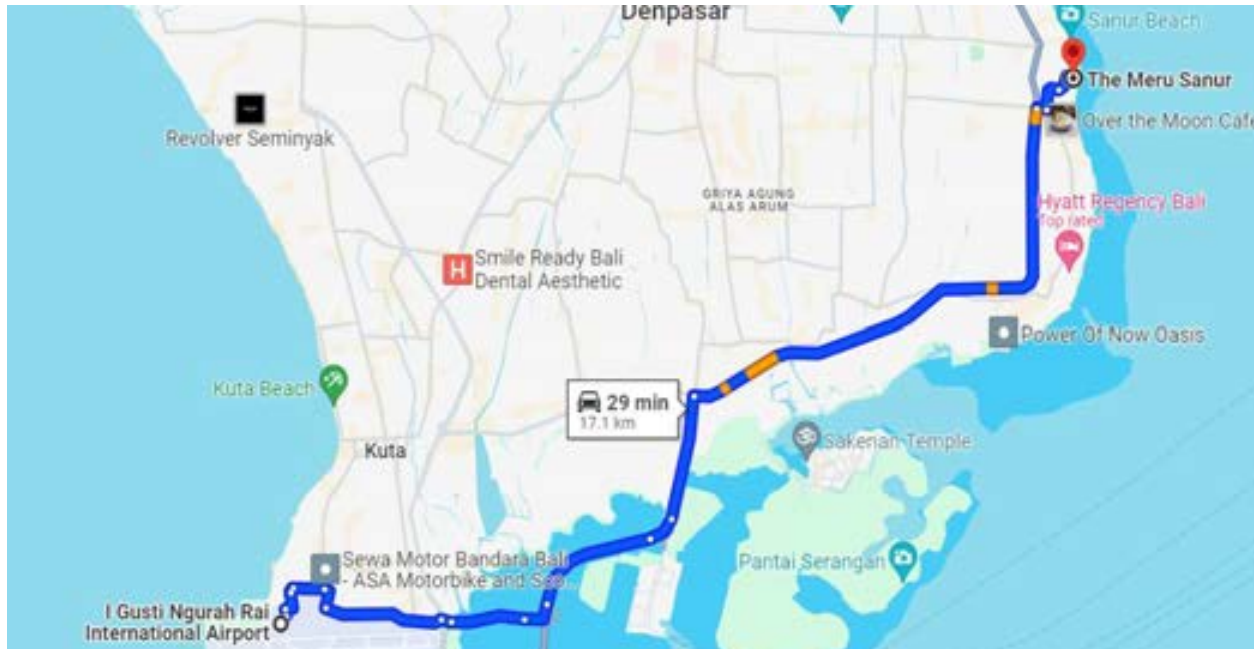 Denpasar
Sanur Beach
The Meru Sanur
Revolver Seminyak
Over the Moon Cafe
GRIYA AGUNG
ALAS ARUM
Hyatt Regency Bali
Top rated
H
Smile Ready Bali
Dental Aesthetic
Power Of Now Oasis
Kuta Beach
29 min
17.1 km
Kuta
Sakenan Temple
Sewa Motor Bandara Bali
- ASA Motorbike and Sco...
Pantai Serangan
I Gusti Ngurah Rai
International Airport